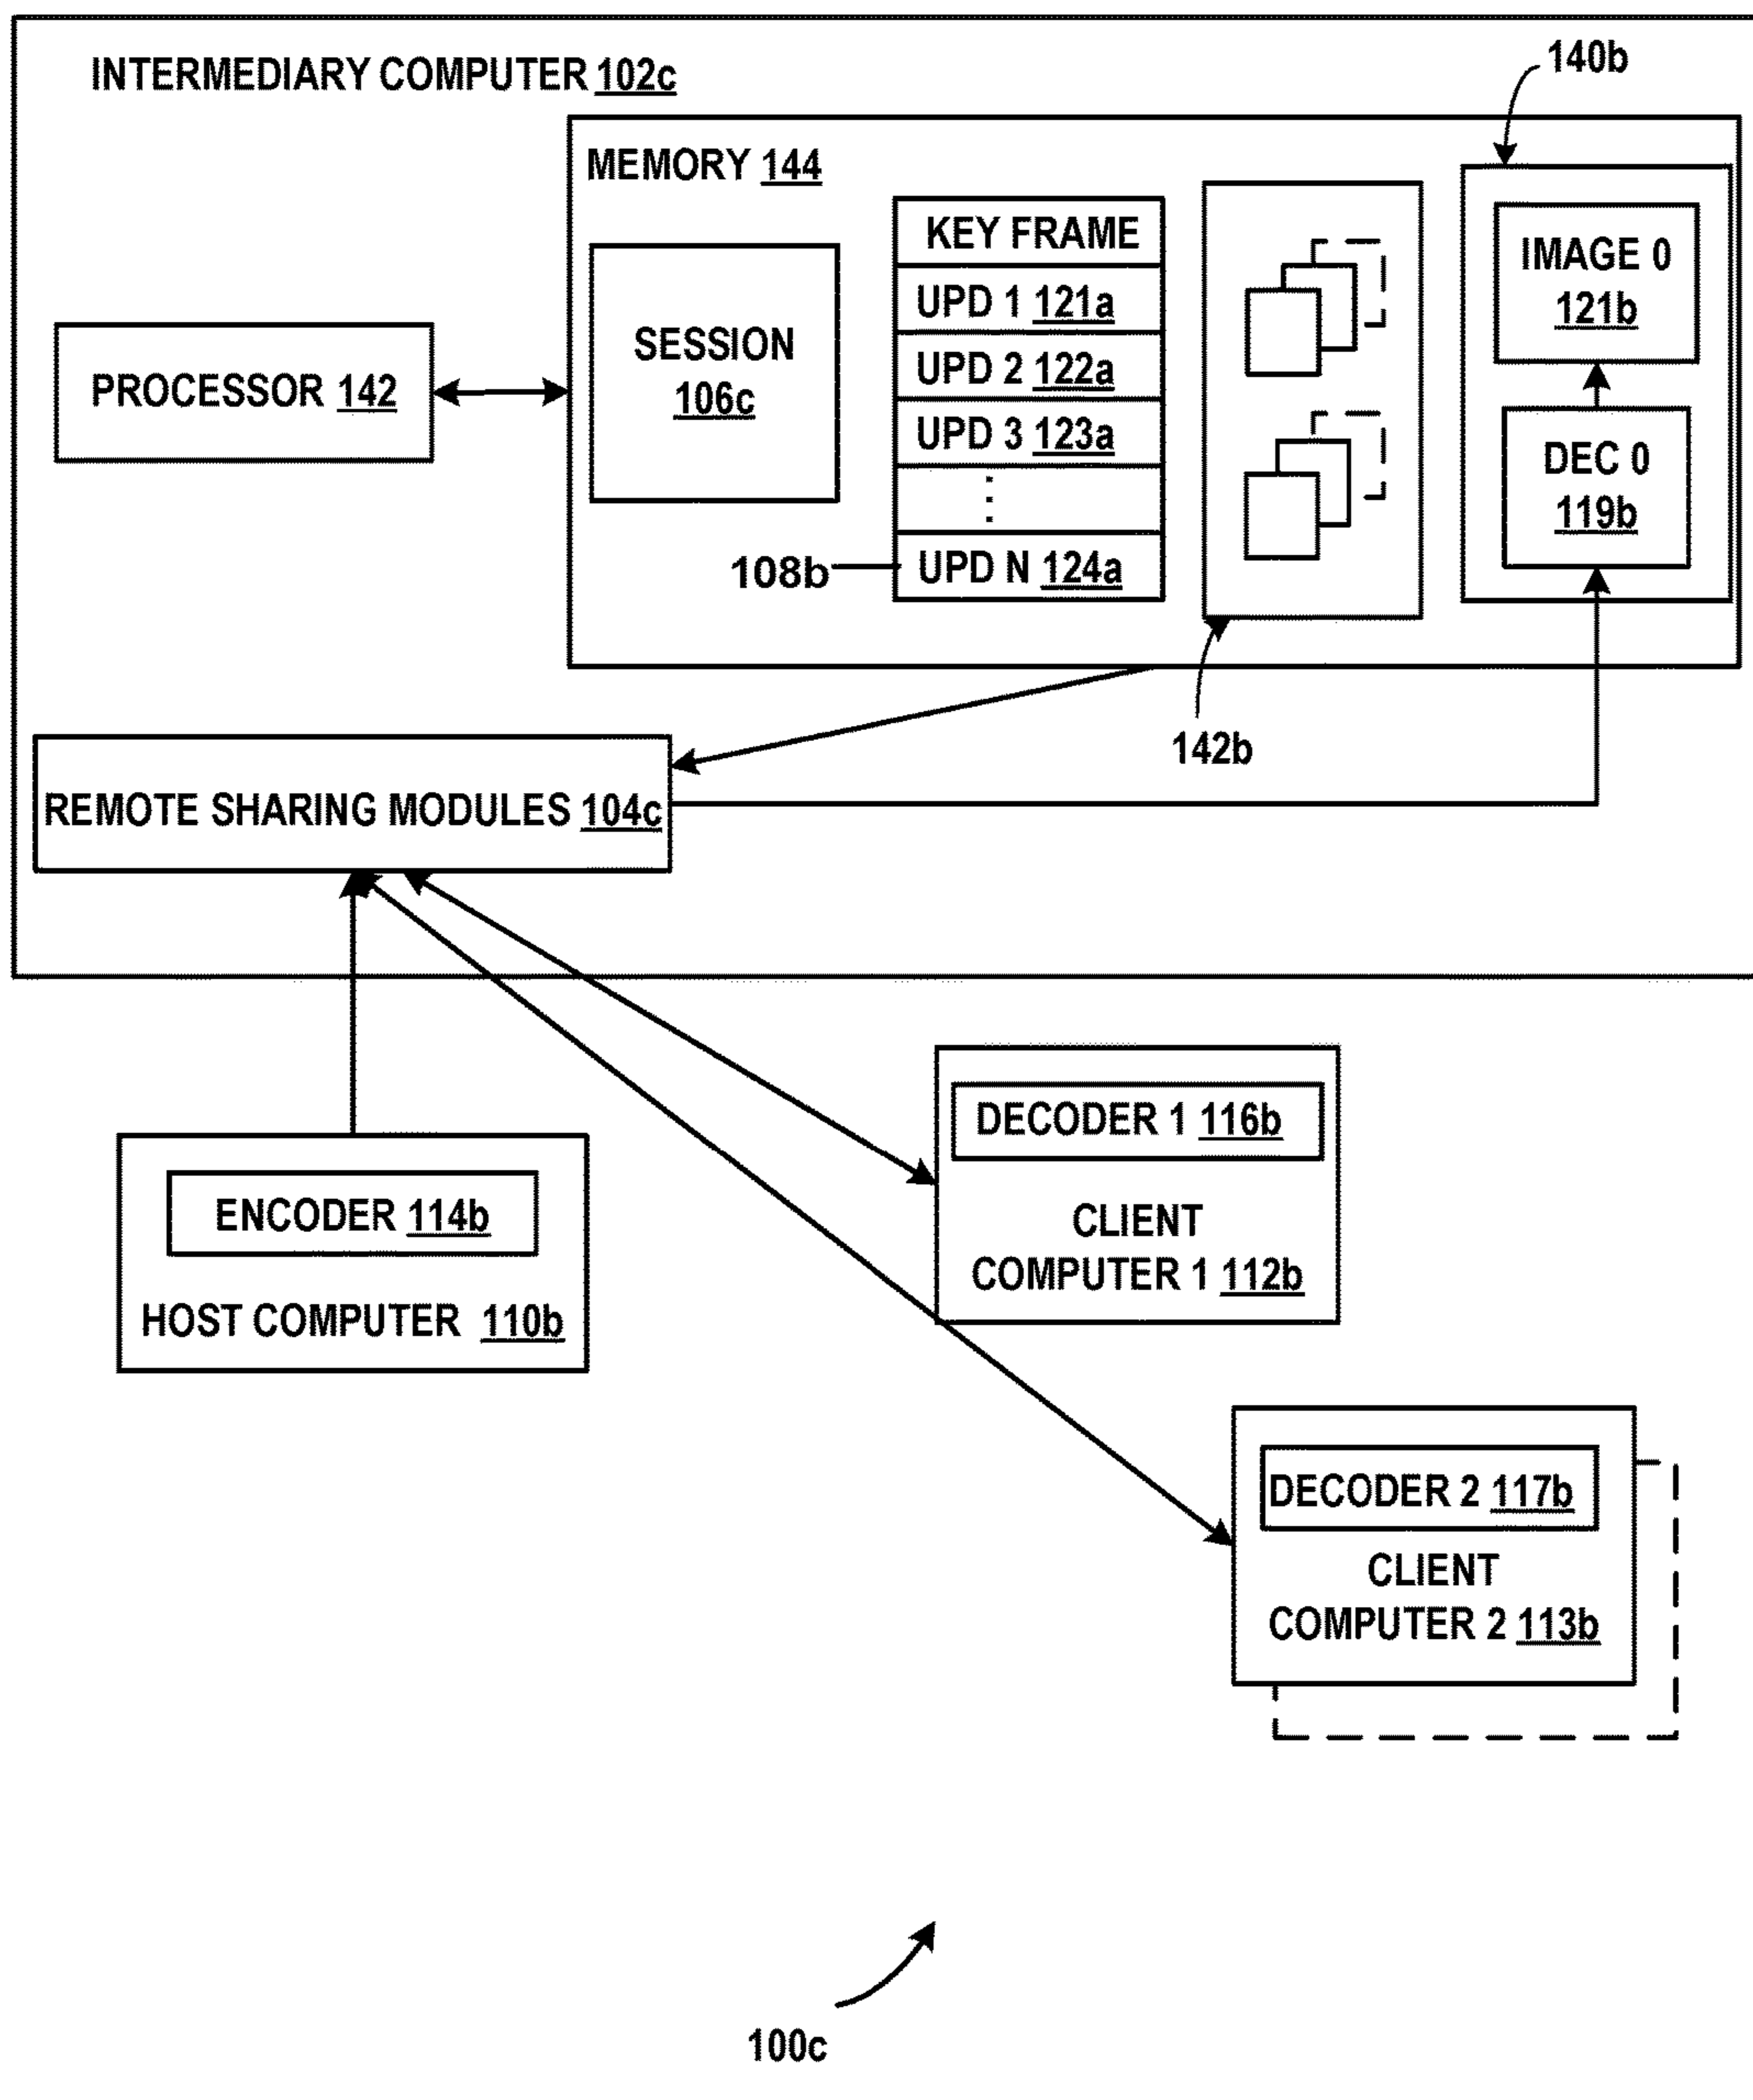 INTERMEDIARY COMPUTER 102c
140b
MEMORY 144
SESSION
106c
KEY FRAME
UPD 1 121a
UPD 2 122a
UPD 3 123a
⋮
UPD N 124a
108b
142b
IMAGE 0
121b
DEC 0
119b
PROCESSOR 142
REMOTE SHARING MODULES 104c
ENCODER 114b
HOST COMPUTER 110b
DECODER 1 116b
CLIENT
COMPUTER 1 112b
DECODER 2 117b
CLIENT
COMPUTER 2 113b
100c